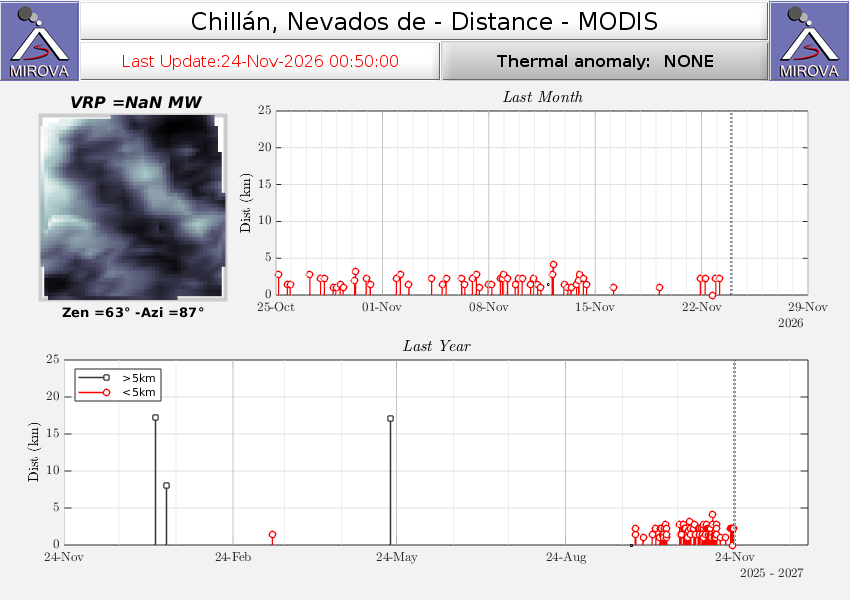 Chillán, Nevados de - Distance - MODIS
MIROVA
MIROVA
Last Update:24-Nov-2026 00:50:00
Thermal anomaly: NONE
VRP =NaN MW
Zen =63° -Azi =87°
Last Month
Dist (km)
25
20
15
10
5
0
25-Oct
01-Nov
08-Nov
15-Nov
22-Nov
29-Nov
2026
Last Year
Dist (km)
25
20
15
10
5
0
>5km
<5km
24-Nov
24-Feb
24-May
24-Aug
24-Nov
2025 - 2027